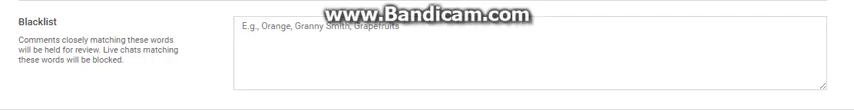 www.Bandicam.com
Blacklist
E.g., Orange, Granny Smith, Grapefruits
Comments closely matching these words
will be held for review. Live chats matching
these words will be blocked.